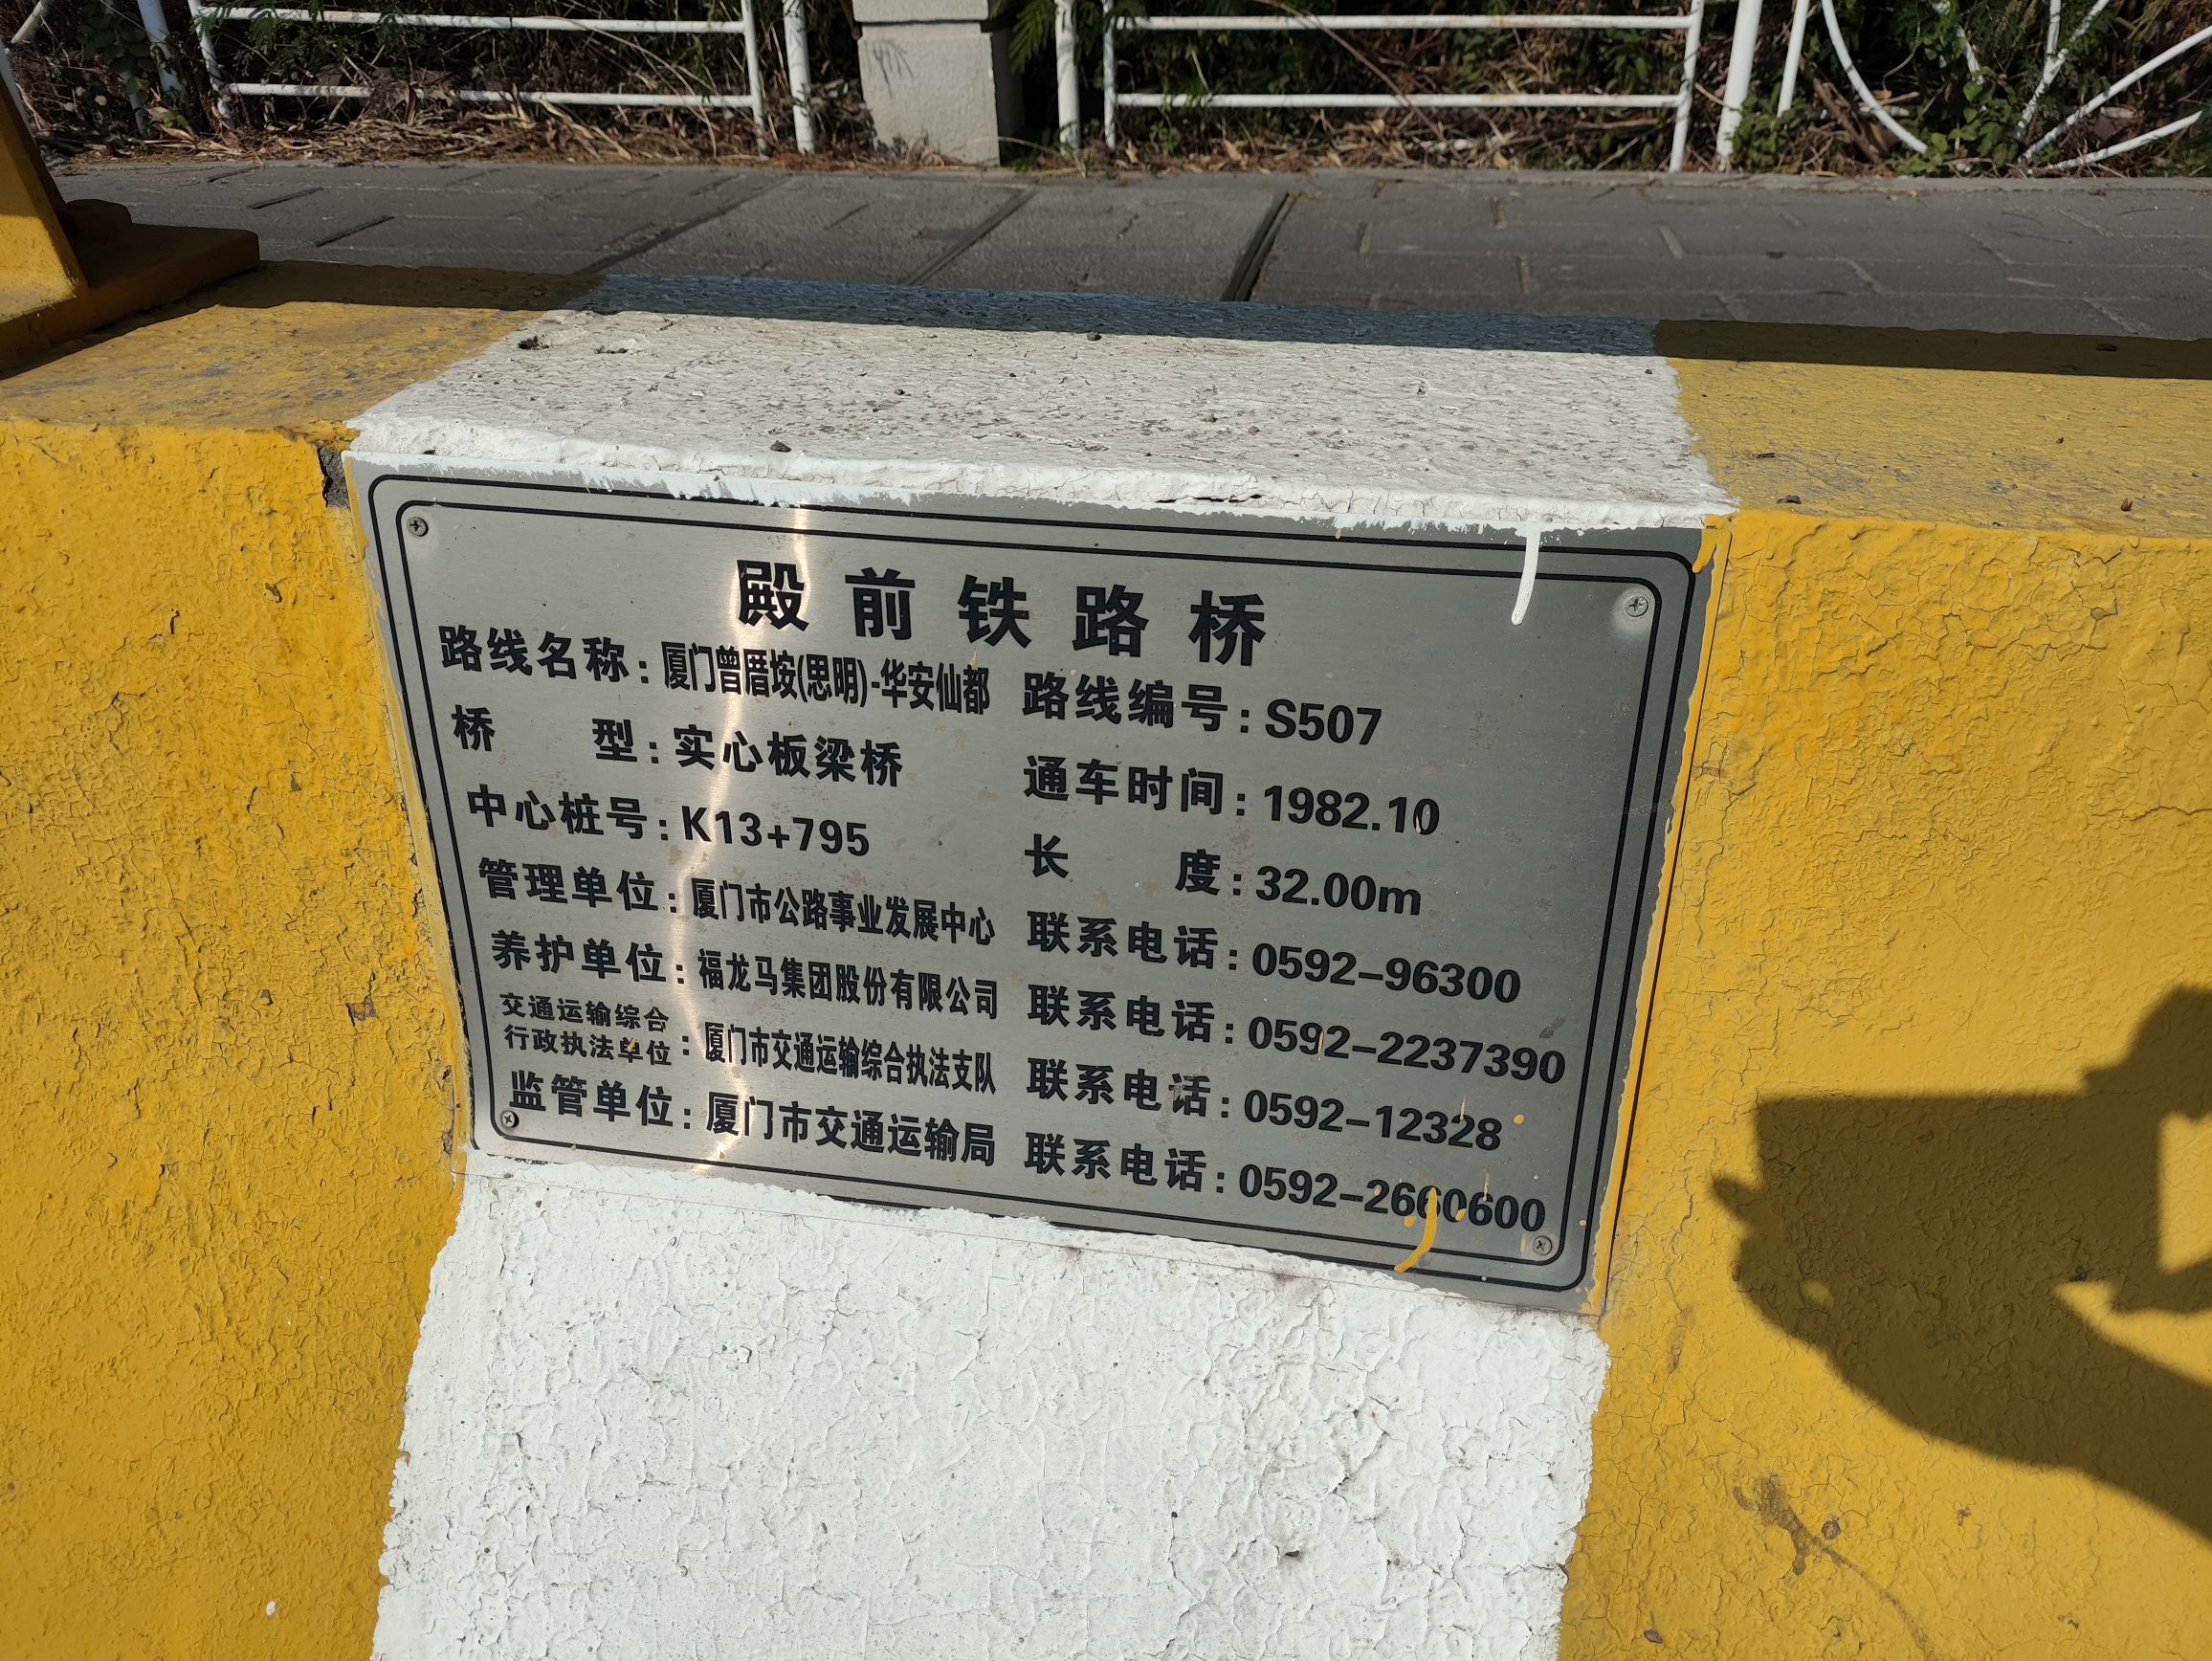 殿前铁路桥
路线名称：厦门曾厝垵(思明)-华安仙都 路线编号：S507
桥型：实心板梁桥 通车时间：1982.10
中心桩号：K13+795 长度：32.00m
管理单位：厦门市公路事业发展中心 联系电话：0592-96300
养护单位：福龙马集团股份有限公司 联系电话：0592-2237390
交通运输综合
行政执法单位：厦门市交通运输综合执法支队 联系电话：0592-12328
监管单位：厦门市交通运输局 联系电话：0592-2660600